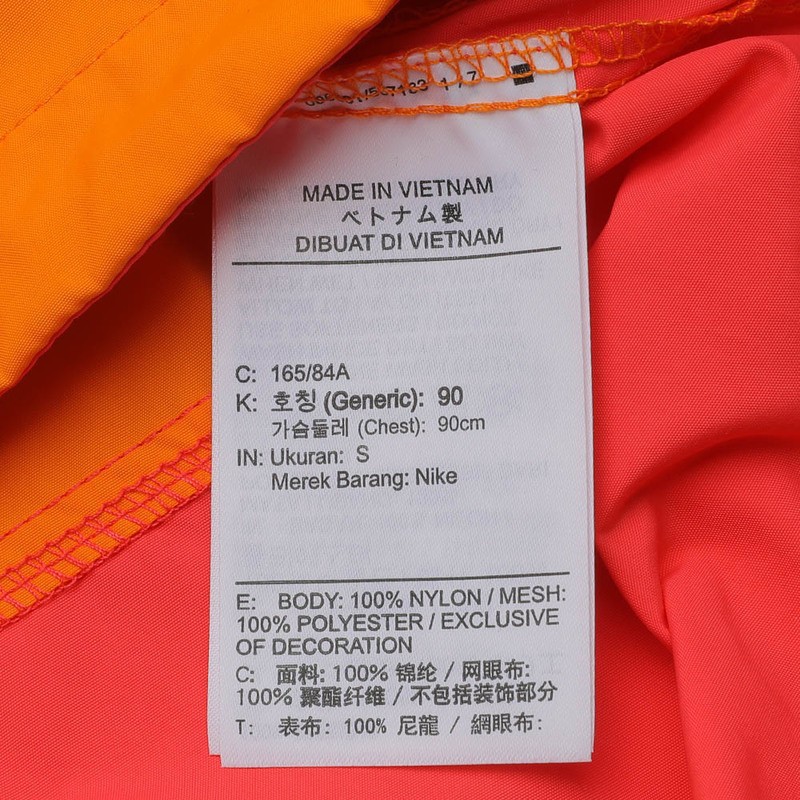 MADE IN VIETNAM
ベトナム製
DIBUAT DI VIETNAM
C: 165/84A
K: 호칭 (Generic): 90
가슴둘레 (Chest): 90cm
IN: Ukuran: S
Merek Barang: Nike
E: BODY: 100% NYLON / MESH:
100% POLYESTER / EXCLUSIVE
OF DECORATION
C: 面料: 100% 锦纶 / 网眼布:
100% 聚酯纤维 / 不包括装饰部分
T: 表布: 100% 尼龍 / 網眼布: